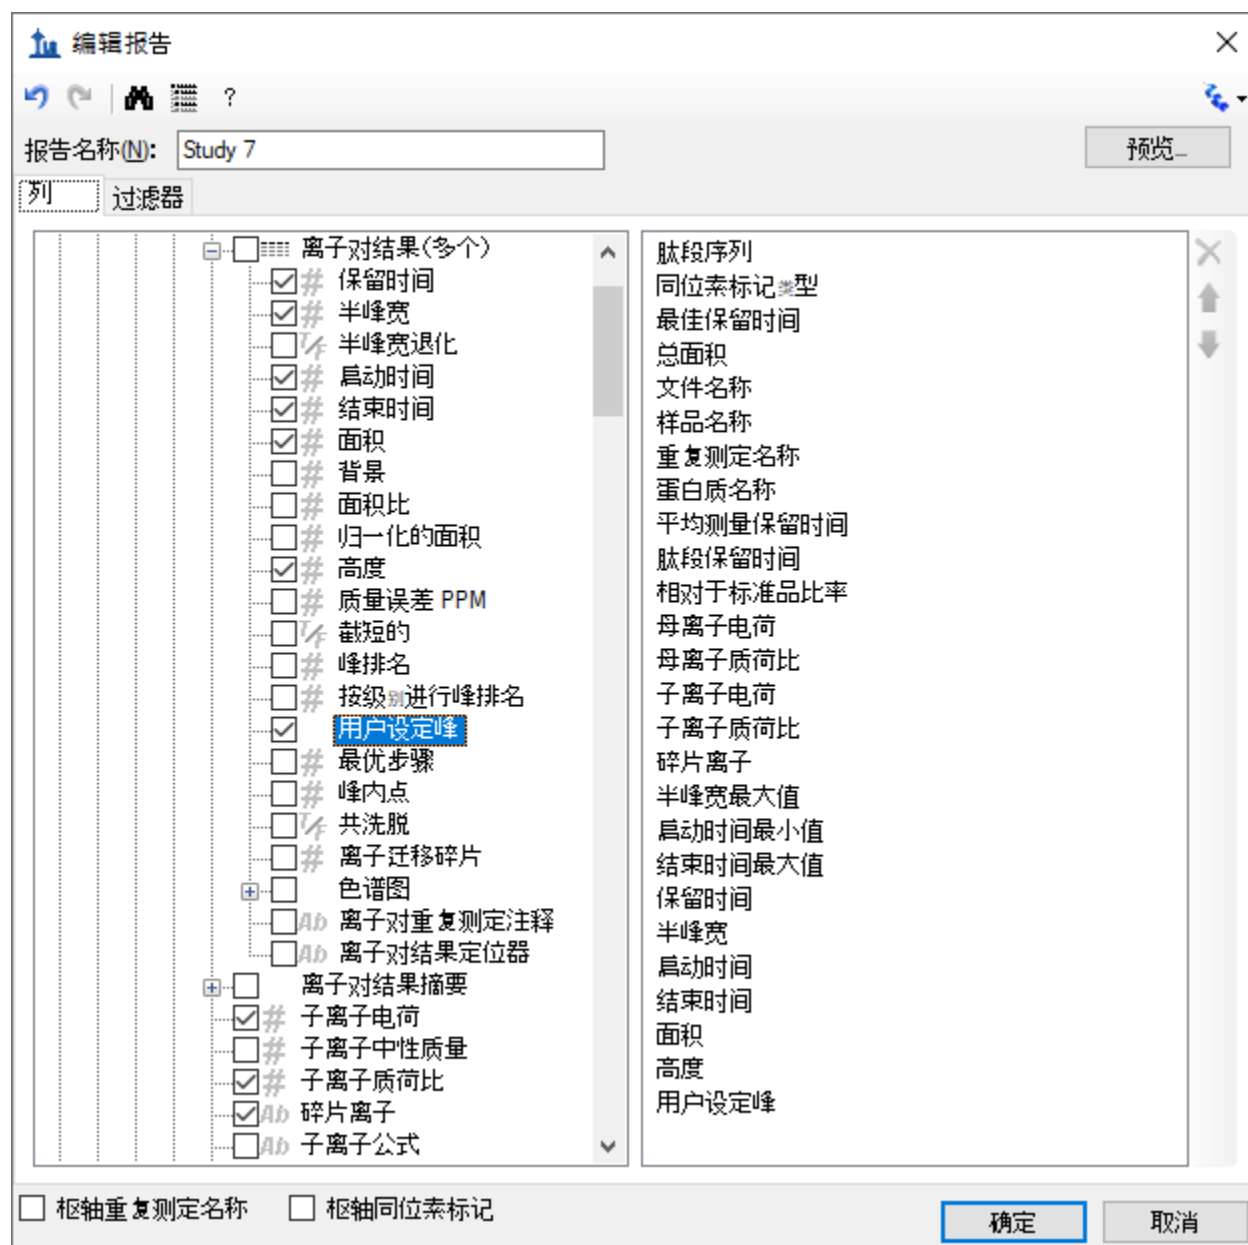 编辑报告
?
报告名称(N): Study 7
预览...
列
过滤器
离子对结果(多个)
# 保留时间
# 半峰宽
T/F 半峰宽退化
# 启动时间
# 结束时间
# 面积
# 背景
# 面积比
# 归一化的面积
# 高度
# 质量误差 PPM
T/F 截短的
# 峰排名
# 按级别进行峰排名
用户设定峰
# 最优步骤
# 峰内点
T/F 共洗脱
# 离子迁移碎片
色谱图
Ab 离子对重复测定注释
Ab 离子对结果定位器
离子对结果摘要
# 子离子电荷
# 子离子中性质量
# 子离子质荷比
Ab 碎片离子
Ab 子离子公式
肽段序列
同位素标记类型
最佳保留时间
总面积
文件名称
样品名称
重复测定名称
蛋白质名称
平均测量保留时间
肽段保留时间
相对于标准品比率
母离子电荷
母离子质荷比
子离子电荷
子离子质荷比
碎片离子
半峰宽最大值
启动时间最小值
结束时间最大值
保留时间
半峰宽
启动时间
结束时间
面积
高度
用户设定峰
枢轴重复测定名称
枢轴同位素标记
确定
取消